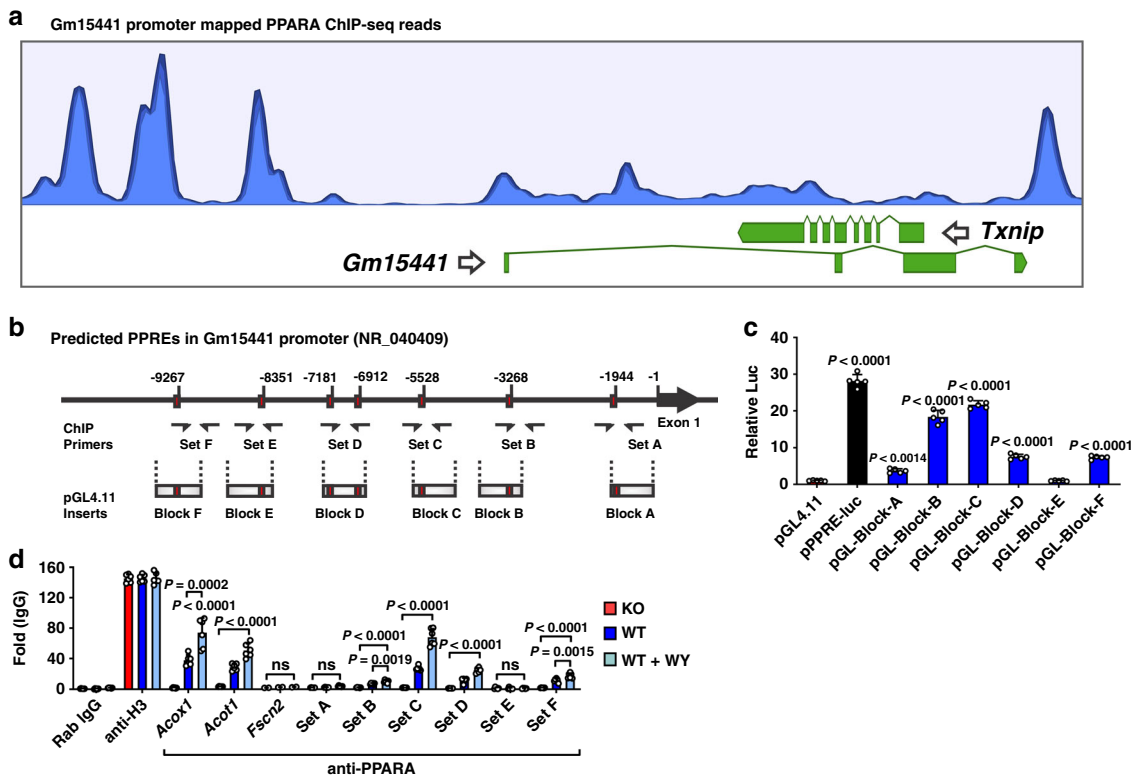 a
Gm15441 promoter mapped PPARA ChIP-seq reads
Txnip
Gm15441
b
Predicted PPREs in Gm15441 promoter (NR_040409)
-9267 -8351 -7181 -6912 -5528 -3268 -1944 -1
Exon 1
ChIP
Primers
Set F Set E Set D Set C Set B Set A
pGL4.11
Inserts
Block F Block E Block D Block C Block B Block A
c
Relative Luc
40
30
20
10
0
P < 0.0001
P < 0.0014
P < 0.0001
P < 0.0001
P < 0.0001
P < 0.0001
pGL4.11
pPPRE-luc
pGL-Block-A
pGL-Block-B
pGL-Block-C
pGL-Block-D
pGL-Block-E
pGL-Block-F
d
Fold (IgG)
160
120
80
40
0
P = 0.0002
P < 0.0001
P < 0.0001
ns
ns
P < 0.0001
P = 0.0019
P < 0.0001
P < 0.0001
ns
P < 0.0001
P = 0.0015
KO
WT
WT + WY
Rab IgG
anti-H3
Acox1
Acot1
Fscn2
Set A
Set B
Set C
Set D
Set E
Set F
anti-PPARA